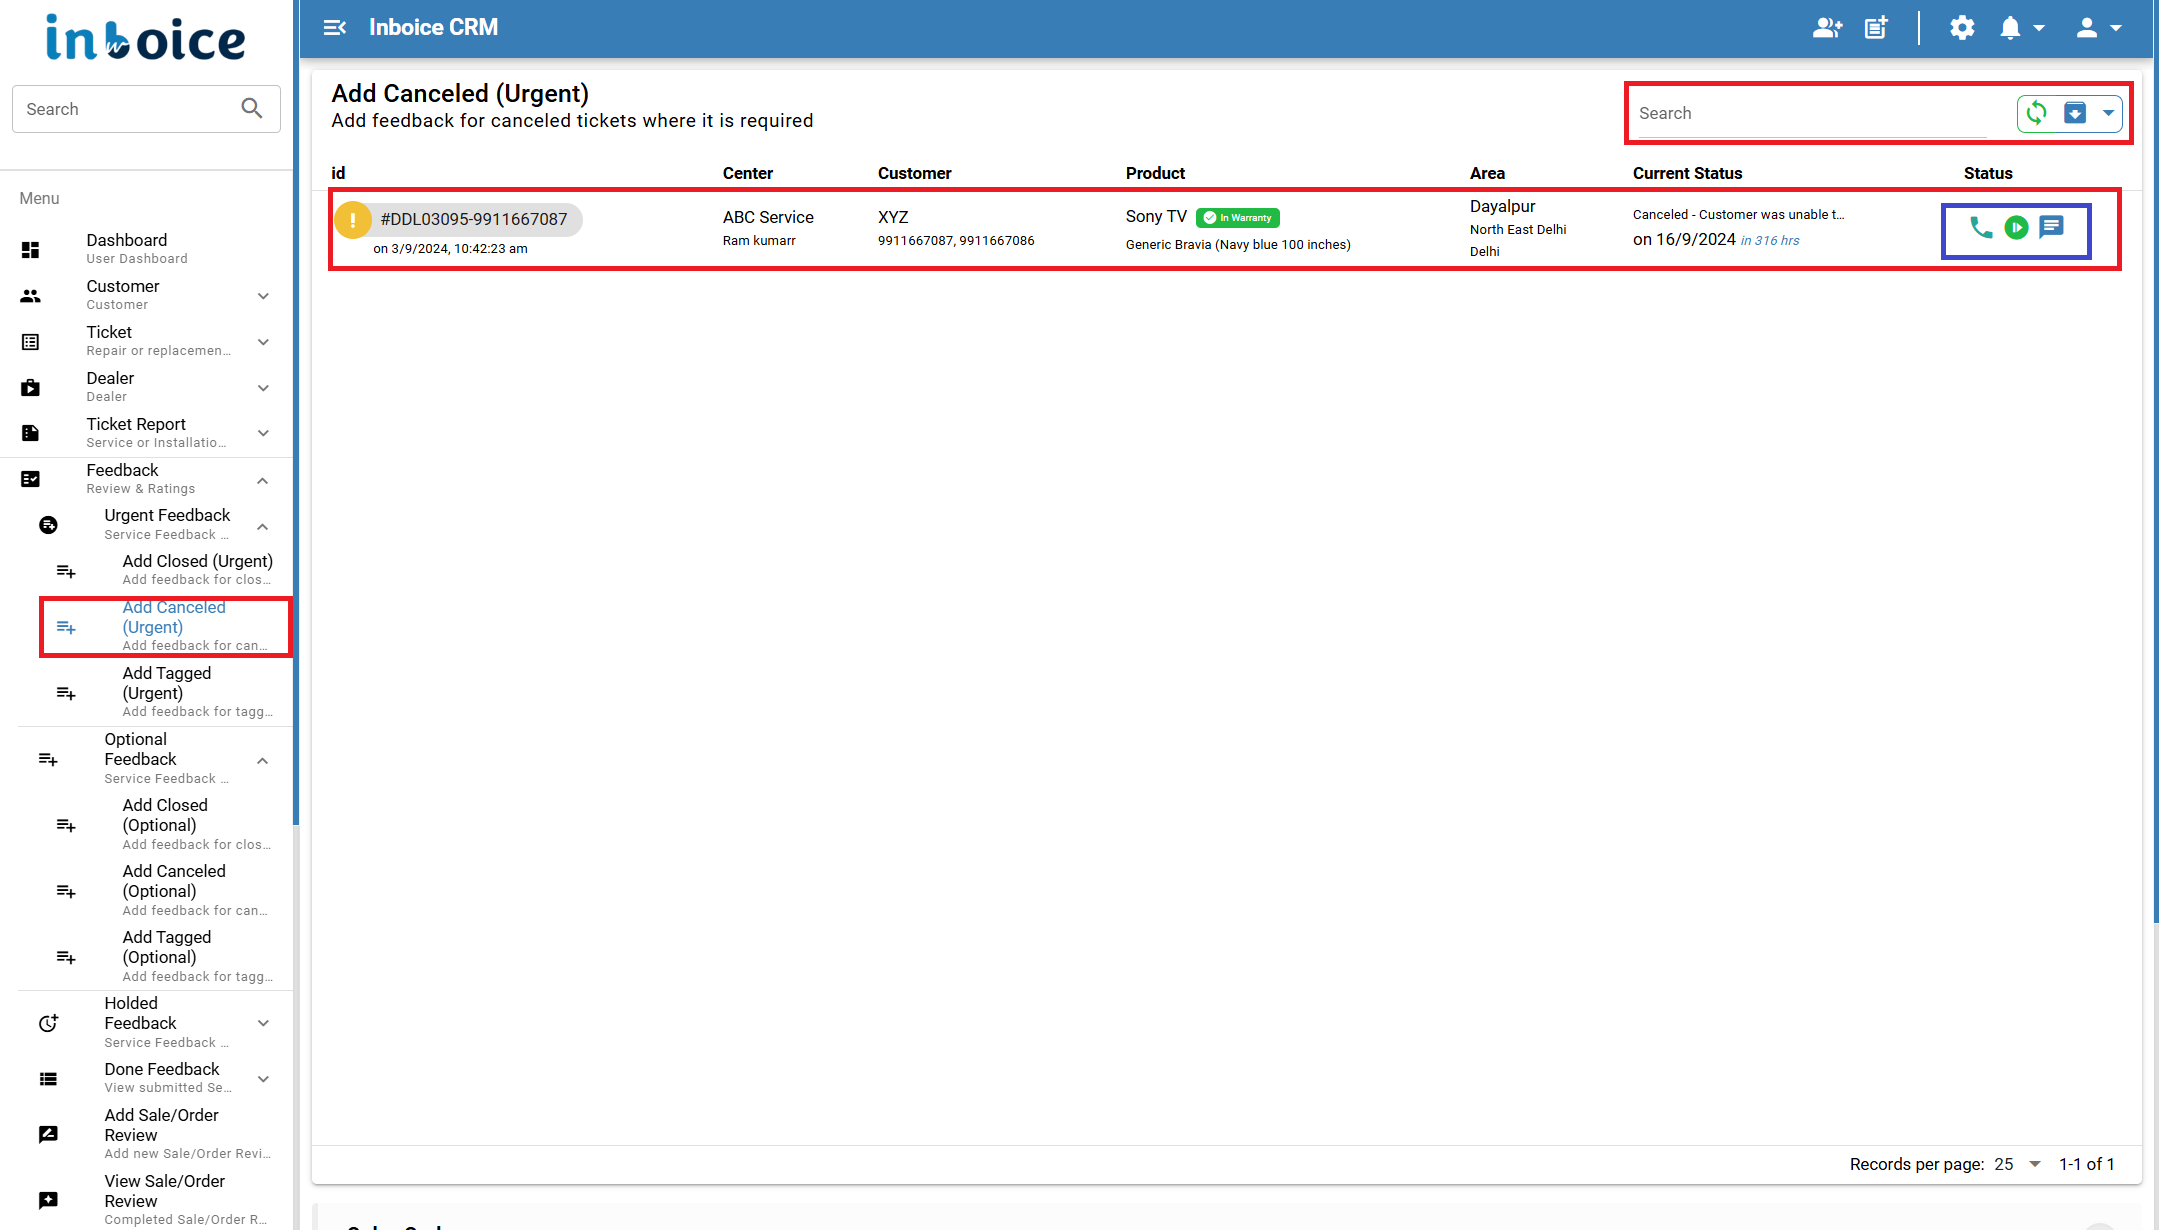 inboice
Search
Menu
Dashboard
User Dashboard
Customer
Customer
Ticket
Repair or replacemen...
Dealer
Dealer
Ticket Report
Service or Installatio...
Feedback
Review & Ratings
Urgent Feedback
Service Feedback ...
Add Closed (Urgent)
Add feedback for clos...
Add Canceled
(Urgent)
Add feedback for can...
Add Tagged
(Urgent)
Add feedback for tagg...
Optional
Feedback
Service Feedback ...
Add Closed
(Optional)
Add feedback for clos...
Add Canceled
(Optional)
Add feedback for can...
Add Tagged
(Optional)
Add feedback for tagg...
Holded
Feedback
Service Feedback ...
Done Feedback
View submitted Se...
Add Sale/Order
Review
Add new Sale/Order Revi...
View Sale/Order
Review
Completed Sale/Order R...
Inboice CRM
Add Canceled (Urgent)
Add feedback for canceled tickets where it is required
Search
id Center Customer Product Area Current Status Status
#DDL03095-9911667087
on 3/9/2024, 10:42:23 am
ABC Service
Ram kumarr
XYZ
9911667087, 9911667086
Sony TV In Warranty
Generic Bravia (Navy blue 100 inches)
Dayalpur
North East Delhi
Delhi
Canceled - Customer was unable t...
on 16/9/2024 in 316 hrs
Records per page: 25 1-1 of 1